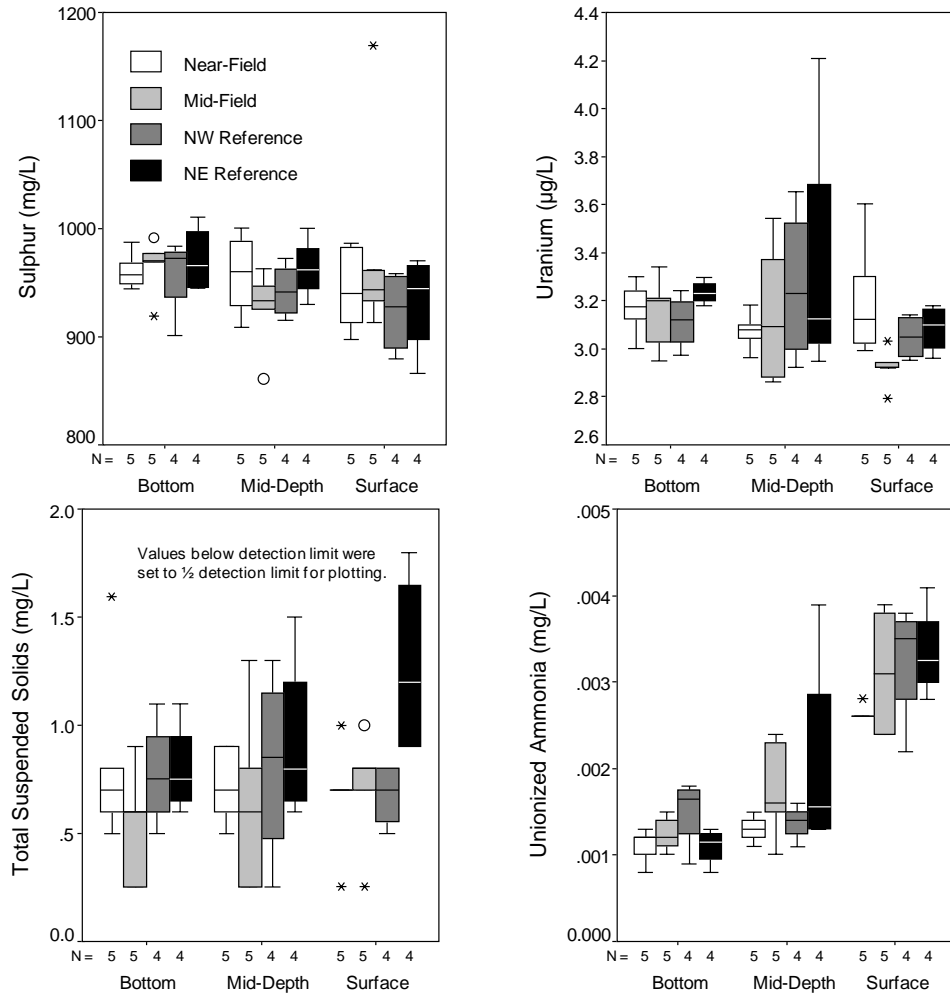 1200
1100
1000
900
800
Sulphur (mg/L)
Near-Field
Mid-Field
NW Reference
NE Reference
N = 5 5 4 4 5 5 4 4 5 5 4 4
Bottom Mid-Depth Surface
4.4
4.2
4.0
3.8
3.6
3.4
3.2
3.0
2.8
2.6
Uranium (µg/L)
N = 5 5 4 4 5 5 4 4 5 5 4 4
Bottom Mid-Depth Surface
2.0
1.5
1.0
.5
0.0
Total Suspended Solids (mg/L)
Values below detection limit were
set to ½ detection limit for plotting.
N = 5 5 4 4 5 5 4 4 5 5 4 4
Bottom Mid-Depth Surface
.005
.004
.003
.002
.001
0.000
Unionized Ammonia (mg/L)
N = 5 5 4 4 5 5 4 4 5 5 4 4
Bottom Mid-Depth Surface